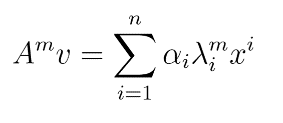 $A^m v = \sum_{i=1}^{n} \alpha_i \lambda_i^m x^i$